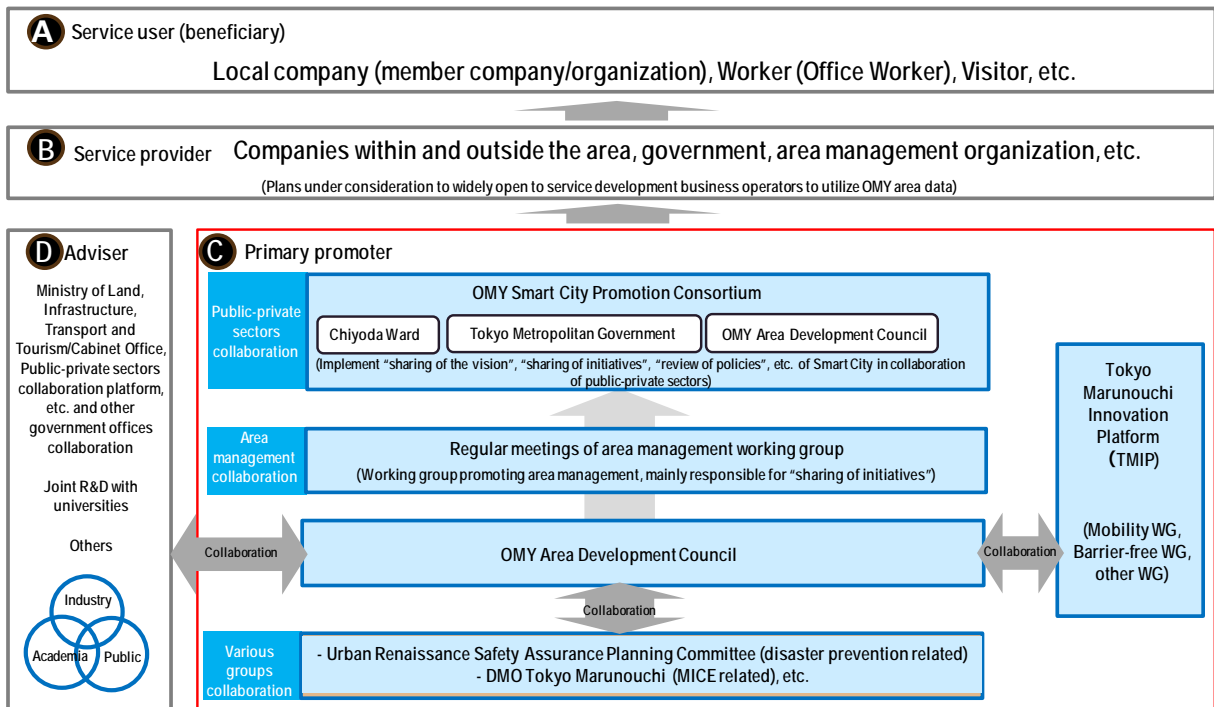 A Service user (beneficiary)
Local company (member company/organization), Worker (Office Worker), Visitor, etc.
B Service provider Companies within and outside the area, government, area management organization, etc.
(Plans under consideration to widely open to service development business operators to utilize OMY area data)
D Adviser
Ministry of Land,
Infrastructure,
Transport and
Tourism/Cabinet Office,
Public-private sectors
collaboration platform,
etc. and other
government offices
collaboration
Joint R&D with
universities
Others
Industry
Academia
Public
C Primary promoter
Public-private
sectors
collaboration
OMY Smart City Promotion Consortium
Chiyoda Ward
Tokyo Metropolitan Government
OMY Area Development Council
(Implement “sharing of the vision”, “sharing of initiatives”, “review of policies”, etc. of Smart City in collaboration
of public-private sectors)
Area
management
collaboration
Regular meetings of area management working group
(Working group promoting area management, mainly responsible for “sharing of initiatives”)
Collaboration
OMY Area Development Council
Collaboration
Collaboration
Various
groups
collaboration
- Urban Renaissance Safety Assurance Planning Committee (disaster prevention related)
- DMO Tokyo Marunouchi (MICE related), etc.
Tokyo
Marunouchi
Innovation
Platform
(TMIP)
(Mobility WG,
Barrier-free WG,
other WG)